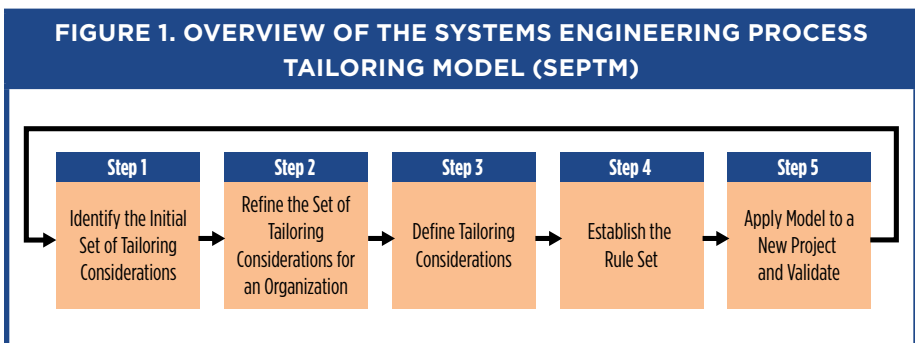 FIGURE 1. OVERVIEW OF THE SYSTEMS ENGINEERING PROCESS
TAILORING MODEL (SEPTM)
Step 1
Identify the Initial
Set of Tailoring
Considerations
Step 2
Refine the Set of
Tailoring
Considerations for
an Organization
Step 3
Define Tailoring
Considerations
Step 4
Establish the
Rule Set
Step 5
Apply Model to a
New Project
and Validate